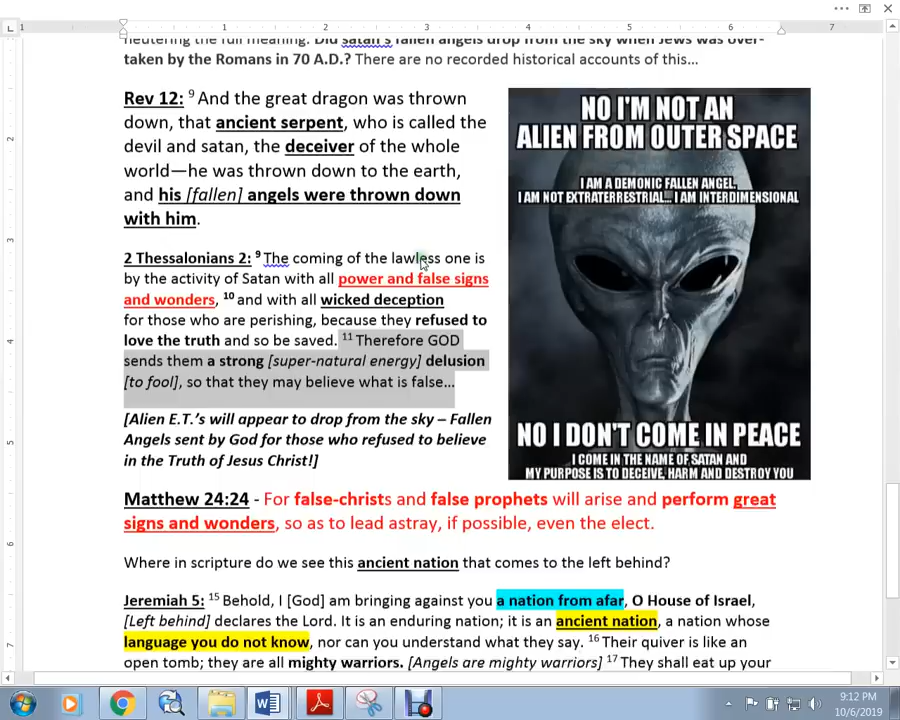 1 1 2 3 4 5 6 7
neutering the full meaning. Did satan's fallen angels drop from the sky when Jews was over-
taken by the Romans in 70 A.D.? There are no recorded historical accounts of this...
Rev 12: 9 And the great dragon was thrown
down, that ancient serpent, who is called the
devil and satan, the deceiver of the whole
world—he was thrown down to the earth,
and his [fallen] angels were thrown down
with him.
NO I'M NOT AN
ALIEN FROM OUTER SPACE
I AM A DEMONIC FALLEN ANGEL.
I AM NOT EXTRATERRESTRIAL... I AM INTERDIMENSIONAL
NO I DON'T COME IN PEACE
I COME IN THE NAME OF SATAN AND
MY PURPOSE IS TO DECEIVE, HARM AND DESTROY YOU
2 Thessalonians 2: 9 The coming of the lawless one is
by the activity of Satan with all power and false signs
and wonders, 10 and with all wicked deception
for those who are perishing, because they refused to
love the truth and so be saved. 11 Therefore GOD
sends them a strong [super-natural energy] delusion
[to fool], so that they may believe what is false...
[Alien E.T.'s will appear to drop from the sky – Fallen
Angels sent by God for those who refused to believe
in the Truth of Jesus Christ!]
Matthew 24:24 - For false-christs and false prophets will arise and perform great
signs and wonders, so as to lead astray, if possible, even the elect.
Where in scripture do we see this ancient nation that comes to the left behind?
Jeremiah 5: 15 Behold, I [God] am bringing against you a nation from afar, O House of Israel,
[Left behind] declares the Lord. It is an enduring nation; it is an ancient nation, a nation whose
language you do not know, nor can you understand what they say. 16 Their quiver is like an
open tomb; they are all mighty warriors. [Angels are mighty warriors] 17 They shall eat up your
2
3
4
5
6
7
9:12 PM
10/6/2019